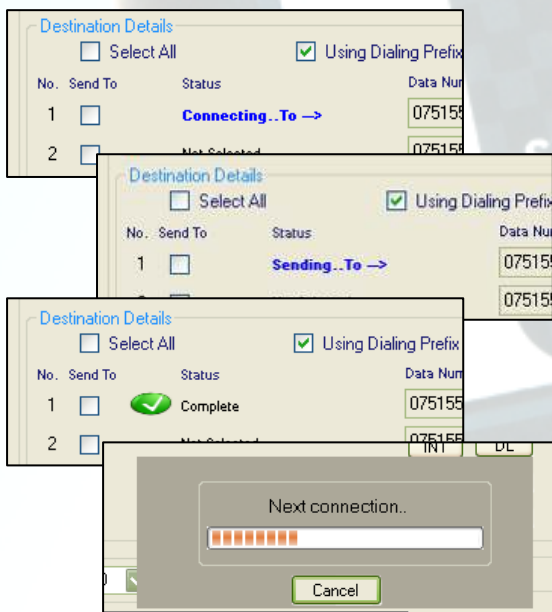 Destination Details
Select All Using Dialing Prefix
No. Send To Status Data Num
1 Connecting..To -->
075155
2 Not Selected 075155
Destination Details
Select All Using Dialing Prefix
No. Send To Status Data Nu
1 Sending..To --> 075155
075155
Destination Details
Select All Using Dialing Prefix
No. Send To Status Data Num
1 Complete 075155
2 Not Selected 075155
INT DL
Next connection..
Cancel